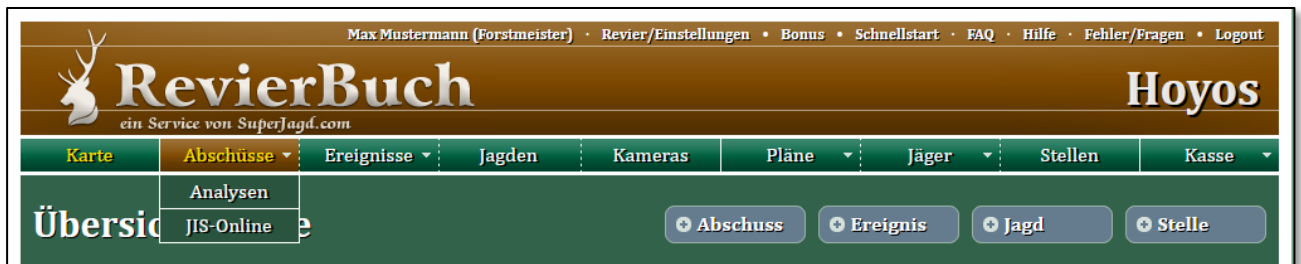 Max Mustermann (Forstmeister) · Revier/Einstellungen • Bonus • Schnellstart · FAQ · Hilfe · Fehler/Fragen • Logout
RevierBuch Hoyos
ein Service von SuperJagd.com
Karte Abschüsse Ereignisse Jagden Kameras Pläne Jäger Stellen Kasse
Analysen
JIS-Online
Abschuss Ereignis Jagd Stelle